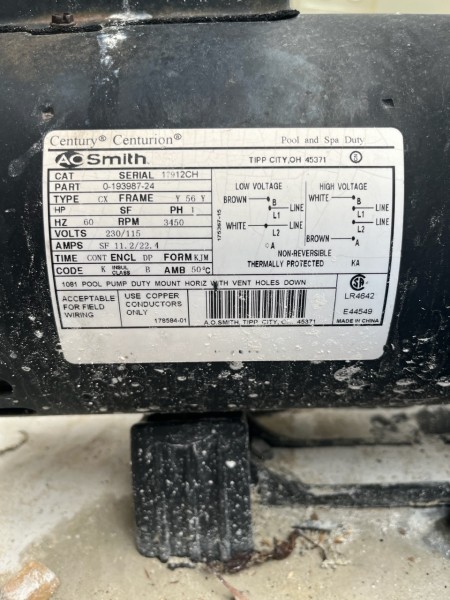 Century® Centurion® Pool and Spa Duty
AO Smith TIPP CITY, OH 45371
CAT SERIAL
PART 0-193987-24
TYPE CX FRAME Y 56 Y
HP SF PH 1
HZ 60 RPM 3450
VOLTS 230/115
AMPS SF 11.2/22.4
TIME CONT ENCL DP FORM KJM
CODE K INSUL CLASS B AMB 50°C
LOW VOLTAGE HIGH VOLTAGE
BROWN B LINE WHITE B LINE
L1 L1
WHITE LINE LINE
L2 L2
A BROWN A
NON-REVERSIBLE
THERMALLY PROTECTED KA
1081 POOL PUMP DUTY MOUNT HORIZ WITH VENT HOLES DOWN
ACCEPTABLE
FOR FIELD
WIRING
USE COPPER
CONDUCTORS
ONLY
178584-01
A.O.SMITH, TIPP CITY, 45371
SA
LR4642
E44549
MADE IN CHINA